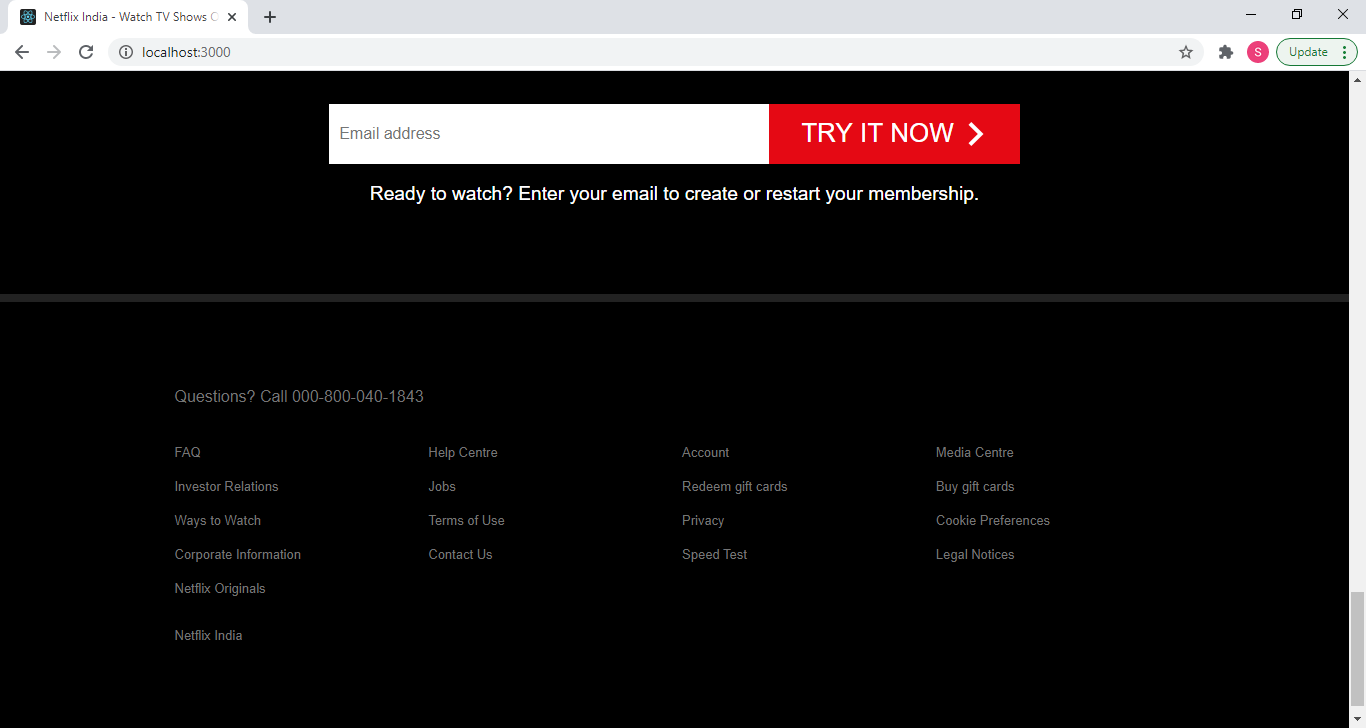 Netflix India - Watch TV Shows O
localhost:3000
S
Update
Email address
TRY IT NOW
Ready to watch? Enter your email to create or restart your membership.
Questions? Call 000-800-040-1843
FAQ Help Centre Account Media Centre
Investor Relations Jobs Redeem gift cards Buy gift cards
Ways to Watch Terms of Use Privacy Cookie Preferences
Corporate Information Contact Us Speed Test Legal Notices
Netflix Originals
Netflix India